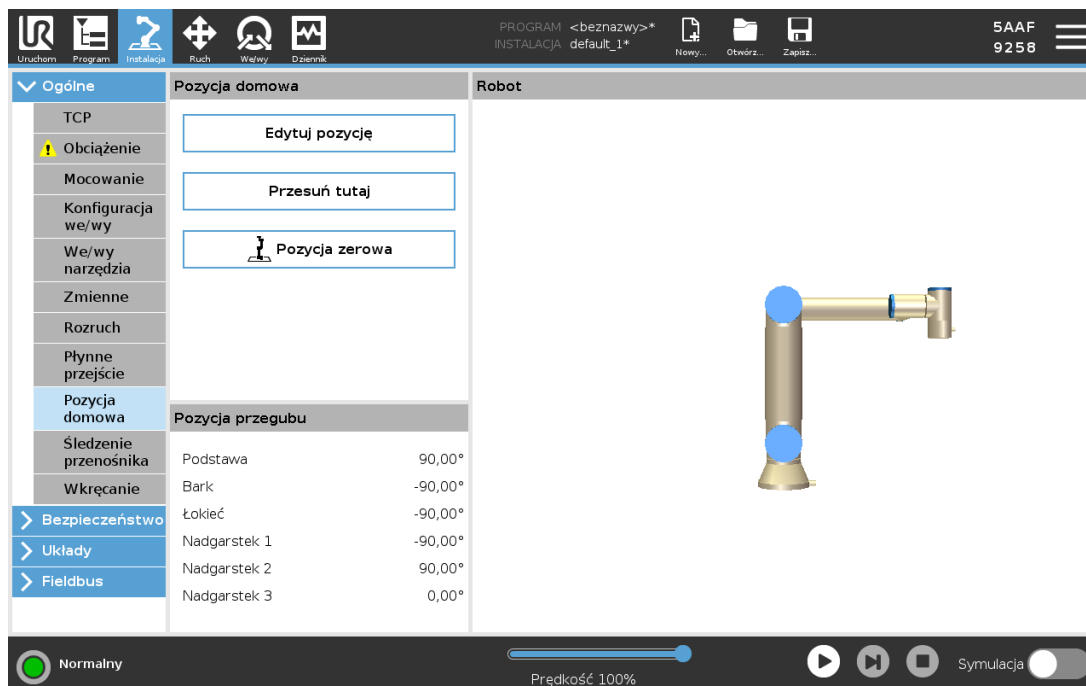 UR
Uruchom
Program
Instalacja
Ruch
We/wy
Dziennik
PROGRAM <beznazwy>*
INSTALACJA default_1*
Nowy...
Otwórz...
Zapisz...
5AAF
9258
Ogólne
TCP
Obciążenie
Mocowanie
Konfiguracja
we/wy
We/wy
narzędzia
Zmienne
Rozruch
Płynne
przejście
Pozycja
domowa
Śledzenie
przenośnika
Wkręcanie
Bezpieczeństwo
Układy
Fieldbus
Pozycja domowa
Edytuj pozycję
Przesuń tutaj
Pozycja zerowa
Pozycja przegubu
Podstawa 90,00°
Bark -90,00°
Łokieć -90,00°
Nadgarstek 1 -90,00°
Nadgarstek 2 90,00°
Nadgarstek 3 0,00°
Robot
Normalny
Prędkość 100%
Symulacja